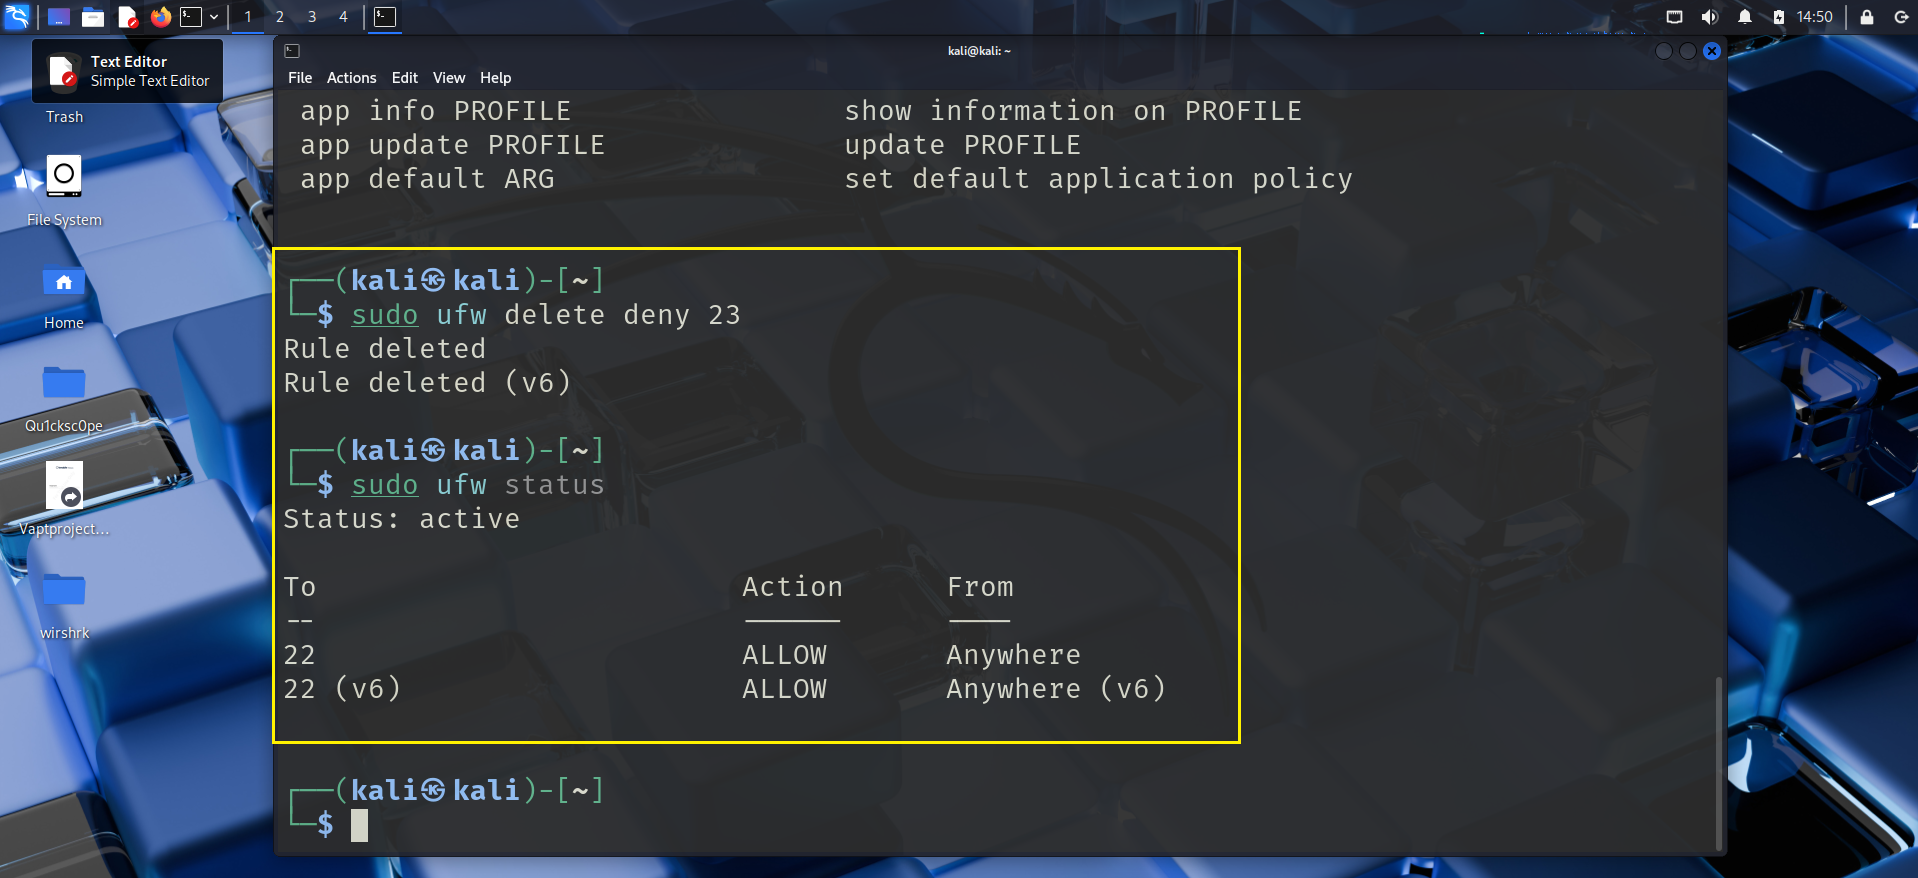 1 2 3 4
14:50
Text Editor
Simple Text Editor
Trash
File System
Home
Qu1cksc0pe
Vaptproject...
wirshrk
kali@kali: ~
File Actions Edit View Help
app info PROFILE show information on PROFILE
app update PROFILE update PROFILE
app default ARG set default application policy
┌──(kali㉿kali)-[~]
└─$ sudo ufw delete deny 23
Rule deleted
Rule deleted (v6)
┌──(kali㉿kali)-[~]
└─$ sudo ufw status
Status: active
To Action From
-- ------ ----
22 ALLOW Anywhere
22 (v6) ALLOW Anywhere (v6)
┌──(kali㉿kali)-[~]
└─$